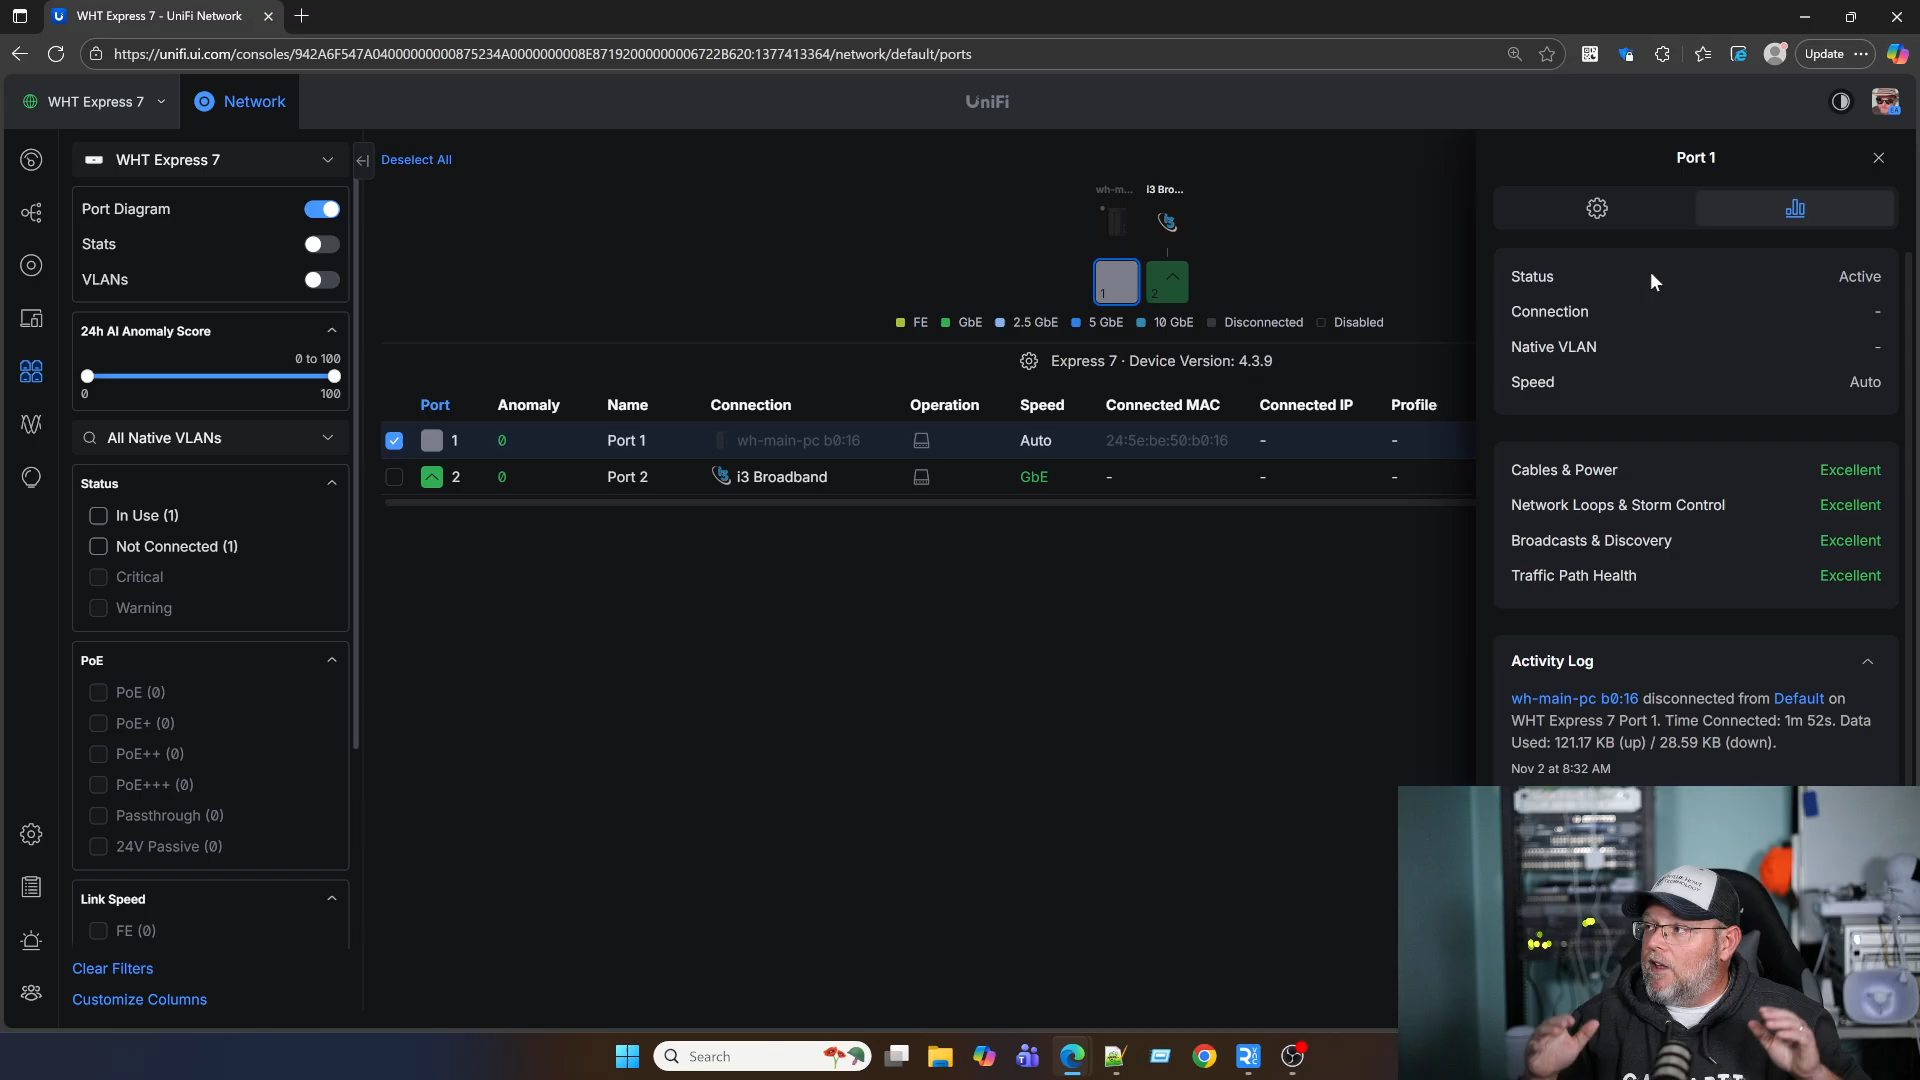 WHT Express 7 - UniFi Network
https://unifi.ui.com/consoles/942A6F547A04000000000875234A0000000008E87192000000006722B620:1377413364/network/default/ports
Update
WHT Express 7
Network
UniFi
WHT Express 7
Port Diagram
Stats
VLANs
24h AI Anomaly Score
0 to 100
0
100
All Native VLANs
Status
In Use (1)
Not Connected (1)
Critical
Warning
PoE
PoE (0)
PoE+ (0)
PoE++ (0)
PoE+++ (0)
Passthrough (0)
24V Passive (0)
Link Speed
FE (0)
Clear Filters
Customize Columns
Deselect All
wh-m...
i3 Bro...
1
2
FE
GbE
2.5 GbE
5 GbE
10 GbE
Disconnected
Disabled
Express 7 · Device Version: 4.3.9
Port Anomaly Name Connection Operation Speed Connected MAC Connected IP Profile
1 0 Port 1 wh-main-pc b0:16 Auto 24:5e:be:50:b0:16 - -
2 0 Port 2 i3 Broadband GbE - - -
Port 1
Status Active
Connection -
Native VLAN -
Speed Auto
Cables & Power Excellent
Network Loops & Storm Control Excellent
Broadcasts & Discovery Excellent
Traffic Path Health Excellent
Activity Log
wh-main-pc b0:16 disconnected from Default on
WHT Express 7 Port 1. Time Connected: 1m 52s. Data
Used: 121.17 KB (up) / 28.59 KB (down).
Nov 2 at 8:32 AM
Search